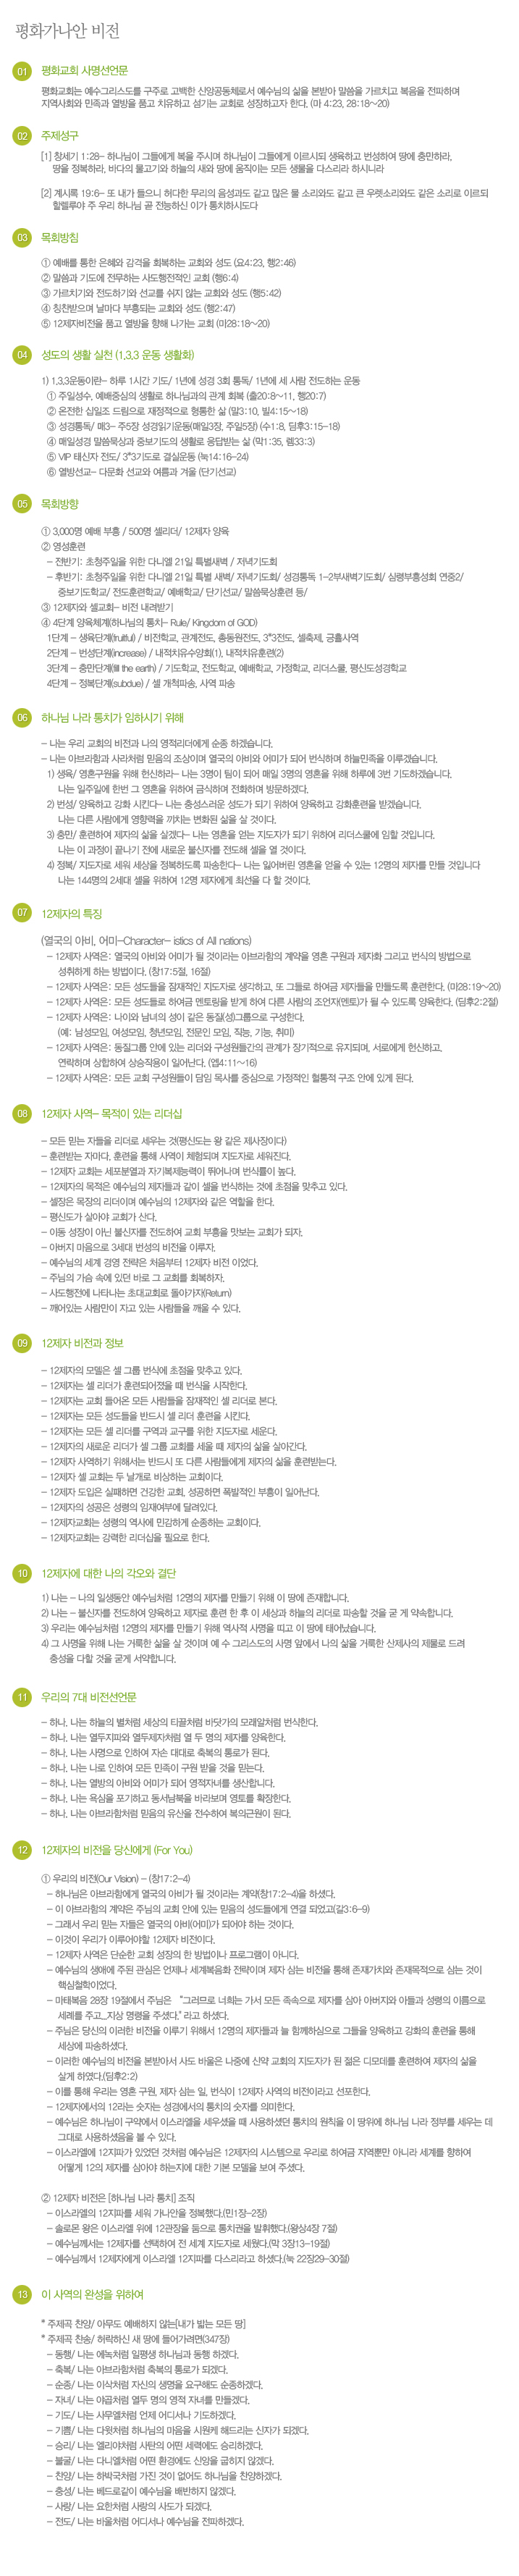 평화가나안 비전
01 평화교회 사명선언문
평화교회는 예수그리스도를 구주로 고백한 신앙공동체로서 예수님의 삶을 본받아 말씀을 가르치고 복음을 전파하며
지역사회와 민족과 열방을 품고 치유하고 섬기는 교회로 성장하고자 한다. (마 4:23, 28:18~20)
02 주제성구
[1] 창세기 1:28- 하나님이 그들에게 복을 주시며 하나님이 그들에게 이르시되 생육하고 번성하여 땅에 충만하라,
땅을 정복하라, 바다의 물고기와 하늘의 새와 땅에 움직이는 모든 생물을 다스리라 하시니라
[2] 계시록 19:6- 또 내가 들으니 허다한 무리의 음성과도 같고 많은 물 소리와도 같고 큰 우렛소리와도 같은 소리로 이르되
할렐루야 주 우리 하나님 곧 전능하신 이가 통치하시도다
03 목회방침
① 예배를 통한 은혜와 감격을 회복하는 교회와 성도 (요4:23, 행2:46)
② 말씀과 기도에 전무하는 사도행전적인 교회 (행6:4)
③ 가르치기와 전도하기와 선교를 쉬지 않는 교회와 성도 (행5:42)
④ 칭찬받으며 날마다 부흥되는 교회와 성도 (행2:47)
⑤ 12제자비전을 품고 열방을 향해 나가는 교회 (마28:18~20)
04 성도의 생활 실천 (1.3.3 운동 생활화)
1) 1.3.3운동이란- 하루 1시간 기도/ 1년에 성경 3회 통독/ 1년에 세 사람 전도하는 운동
① 주일성수, 예배중심의 생활로 하나님과의 관계 회복 (출20:8~11, 행20:7)
② 온전한 십일조 드림으로 재정적으로 형통한 삶 (말3:10, 빌4:15~18)
③ 성경통독/ 매3- 주5장 성경읽기운동(매일3장, 주일5장) (수1:8, 딤후3:15-18)
④ 매일성경 말씀묵상과 중보기도의 생활로 응답받는 삶 (막1:35, 렘33:3)
⑤ VIP 태신자 전도/ 3*3기도로 결실운동 (눅14:16-24)
⑥ 열방선교- 다문화 선교와 여름과 겨울 (단기선교)
05 목회방향
① 3,000명 예배 부흥 / 500명 셀리더/ 12제자 양육
② 영성훈련
- 전반기: 초청주일을 위한 다니엘 21일 특별새벽 / 저녁기도회
- 후반기: 초청주일을 위한 다니엘 21일 특별 새벽/ 저녁기도회/ 성경통독 1-2부새벽기도회/ 심령부흥성회 연중2/
중보기도학교/ 전도훈련학교/ 예배학교/ 단기선교/ 말씀묵상훈련 등/
③ 12제자와 셀교회- 비전 내려받기
④ 4단계 양육체계(하나님의 통치- Rule/ Kingdom of GOD)
1단계 - 생육단계(fruitful) / 비전학교, 관계전도, 총동원전도, 3*3전도, 셀축제, 긍휼사역
2단계 - 번성단계(increase) / 내적치유수양회(1), 내적치유훈련(2)
3단계 - 충만단계(fill the earth) / 기도학교, 전도학교, 예배학교, 가정학교, 리더스쿨, 평신도성경학교
4단계 - 정복단계(subdue) / 셀 개척파송, 사역 파송
06 하나님 나라 통치가 임하시기 위해
- 나는 우리 교회의 비전과 나의 영적리더에게 순종 하겠습니다.
- 나는 아브라함과 사라처럼 믿음의 조상이며 열국의 아비와 어미가 되어 번식하며 하늘민족을 이루겠습니다.
1) 생육/ 영혼구원을 위해 헌신하라- 나는 3명이 팀이 되어 매일 3명의 영혼을 위해 하루에 3번 기도하겠습니다.
나는 일주일에 한번 그 영혼을 위하여 금식하며 전화하며 방문하겠다.
2) 번성/ 양육하고 강화 시킨다- 나는 충성스러운 성도가 되기 위하여 양육하고 강화훈련을 받겠습니다.
나는 다른 사람에게 영향력을 끼치는 변화된 삶을 살 것이다.
3) 충만/ 훈련하여 제자의 삶을 살겠다- 나는 영혼을 얻는 지도자가 되기 위하여 리더스쿨에 임할 것입니다.
나는 이 과정이 끝나기 전에 새로운 불신자를 전도해 셀을 열 것이다.
4) 정복/ 지도자로 세워 세상을 정복하도록 파송한다- 나는 잃어버린 영혼을 얻을 수 있는 12명의 제자를 만들 것입니다
나는 144명의 2세대 셀을 위하여 12명 제자에게 최선을 다 할 것이다.
07 12제자의 특징
(열국의 아비, 어미-Character- istics of All nations)
- 12제자 사역은: 열국의 아비와 어미가 될 것이라는 아브라함의 계약을 영혼 구원과 제자화 그리고 번식의 방법으로
성취하게 하는 방법이다. (창17:5절, 16절)
- 12제자 사역은: 모든 성도들을 잠재적인 지도자로 생각하고, 또 그들로 하여금 제자들을 만들도록 훈련한다. (마28:19~20)
- 12제자 사역은: 모든 성도들로 하여금 멘토링을 받게 하여 다른 사람의 조언자(멘토)가 될 수 있도록 양육한다. (딤후2:2절)
- 12제자 사역은: 나이와 남녀의 성이 같은 동질(성)그룹으로 구성한다.
(예: 남성모임, 여성모임, 청년모임, 전문인 모임, 직능, 기능, 취미)
- 12제자 사역은: 동질그룹 안에 있는 리더와 구성원들간의 관계가 장기적으로 유지되며, 서로에게 헌신하고,
연락하며 상합하여 상승작용이 일어난다. (엡4:11~16)
- 12제자 사역은: 모든 교회 구성원들이 담임 목사를 중심으로 가정적인 혈통적 구조 안에 있게 된다.
08 12제자 사역- 목적이 있는 리더십
- 모든 믿는 자들을 리더로 세우는 것(평신도는 왕 같은 제사장이다)
- 훈련받는 자마다, 훈련을 통해 사역이 체험되며 지도자로 세워진다.
- 12제자 교회는 세포분열과 자기복제능력이 뛰어나며 번식률이 높다.
- 12제자의 목적은 예수님의 제자들과 같이 셀을 번식하는 것에 초점을 맞추고 있다.
- 셀장은 목장의 리더이며 예수님의 12제자와 같은 역할을 한다.
- 평신도가 살아야 교회가 산다.
- 이동 성장이 아닌 불신자를 전도하여 교회 부흥을 맛보는 교회가 되자.
- 아버지 마음으로 3세대 번성의 비전을 이루자.
- 예수님의 세계 경영 전략은 처음부터 12제자 비전 이었다.
- 주님의 가슴 속에 있던 바로 그 교회를 회복하자.
- 사도행전에 나타나는 초대교회로 돌아가자(Return)
- 깨어있는 사람만이 자고 있는 사람들을 깨울 수 있다.
09 12제자 비전과 정보
- 12제자의 모델은 셀 그룹 번식에 초점을 맞추고 있다.
- 12제자는 셀 리더가 훈련되어졌을 때 번식을 시작한다.
- 12제자는 교회 들어온 모든 사람들을 잠재적인 셀 리더로 본다.
- 12제자는 모든 성도들을 반드시 셀 리더 훈련을 시킨다.
- 12제자는 모든 셀 리더를 구역과 교구를 위한 지도자로 세운다.
- 12제자의 새로운 리더가 셀 그룹 교회를 세울 때 제자의 삶을 살아간다.
- 12제자 사역하기 위해서는 반드시 또 다른 사람들에게 제자의 삶을 훈련받는다.
- 12제자 셀 교회는 두 날개로 비상하는 교회이다.
- 12제자 도입은 실패하면 건강한 교회, 성공하면 폭발적인 부흥이 일어난다.
- 12제자의 성공은 성령의 임재여부에 달려있다.
- 12제자교회는 성령의 역사에 민감하게 순종하는 교회이다.
- 12제자교회는 강력한 리더십을 필요로 한다.
10 12제자에 대한 나의 각오와 결단
1) 나는 - 나의 일생동안 예수님처럼 12명의 제자를 만들기 위해 이 땅에 존재합니다.
2) 나는 - 불신자를 전도하여 양육하고 제자로 훈련 한 후 이 세상과 하늘의 리더로 파송할 것을 굳 게 약속합니다.
3) 우리는 예수님처럼 12명의 제자를 만들기 위해 역사적 사명을 띠고 이 땅에 태어났습니다.
4) 그 사명을 위해 나는 거룩한 삶을 살 것이며 예 수 그리스도의 사명 앞에서 나의 삶을 거룩한 산제사의 제물로 드려
충성을 다할 것을 굳게 서약합니다.
11 우리의 7대 비전선언문
- 하나. 나는 하늘의 별처럼 세상의 티끌처럼 바닷가의 모래알처럼 번식한다.
- 하나. 나는 열두지파와 열두제자처럼 열 두 명의 제자를 양육한다.
- 하나. 나는 사명으로 인하여 자손 대대로 축복의 통로가 된다.
- 하나. 나는 나로 인하여 모든 민족이 구원 받을 것을 믿는다.
- 하나. 나는 열방의 아비와 어미가 되어 영적자녀를 생산합니다.
- 하나. 나는 욕심을 포기하고 동서남북을 바라보며 영토를 확장한다.
- 하나. 나는 아브라함처럼 믿음의 유산을 전수하여 복의근원이 된다.
12 12제자의 비전을 당신에게 (For You)
① 우리의 비전(Our Vision) - (창17:2-4)
- 하나님은 아브라함에게 열국의 아비가 될 것이라는 계약(창17:2-4)을 하셨다.
- 이 아브라함의 계약은 주님의 교회 안에 있는 믿음의 성도들에게 연결 되었고(갈3:6-9)
- 그래서 우리 믿는 자들은 열국의 아비(어미)가 되어야 하는 것이다.
- 이것이 우리가 이루어야할 12제자 비전이다.
- 12제자 사역은 단순한 교회 성장의 한 방법이나 프로그램이 아니다.
- 예수님의 생애에 주된 관심은 언제나 세계복음화 전략이며 제자 삼는 비전을 통해 존재가치와 존재목적으로 삼는 것이
핵심철학이었다.
- 마태복음 28장 19절에서 주님은 "그러므로 너희는 가서 모든 족속으로 제자를 삼아 아버지와 아들과 성령의 이름으로
세례를 주고...지상 명령을 주셨다." 라고 하셨다.
- 주님은 당신의 이러한 비전을 이루기 위해서 12명의 제자들과 늘 함께하심으로 그들을 양육하고 강화의 훈련을 통해
세상에 파송하셨다.
- 이러한 예수님의 비전을 본받아서 사도 바울은 나중에 신약 교회의 지도자가 된 젊은 디모데를 훈련하여 제자의 삶을
살게 하였다.(딤후2:2)
- 이를 통해 우리는 영혼 구원, 제자 삼는 일, 번식이 12제자 사역의 비전이라고 선포한다.
- 12제자에서의 12라는 숫자는 성경에서의 통치의 숫자를 의미한다.
- 예수님은 하나님이 구약에서 이스라엘을 세우셨을 때 사용하셨던 통치의 원칙을 이 땅위에 하나님 나라 정부를 세우는 데
그대로 사용하셨음을 볼 수 있다.
- 이스라엘에 12지파가 있었던 것처럼 예수님은 12제자의 시스템으로 우리로 하여금 지역뿐만 아니라 세계를 향하여
어떻게 12의 제자를 삼아야 하는지에 대한 기본 모델을 보여 주셨다.
② 12제자 비전은 [하나님 나라 통치] 조직
- 이스라엘의 12지파를 세워 가나안을 정복했다.(민1장-2장)
- 솔로몬 왕은 이스라엘 위에 12관장을 둠으로 통치권을 발휘했다.(왕상4장 7절)
- 예수님께서는 12제자를 선택하여 전 세계 지도자로 세웠다.(막 3장13-19절)
- 예수님께서 12제자에게 이스라엘 12지파를 다스리라고 하셨다.(눅 22장29-30절)
13 이 사역의 완성을 위하여
* 주제곡 찬양/ 아무도 예배하지 않는[내가 밟는 모든 땅]
* 주제곡 찬송/ 허락하신 새 땅에 들어가려면(347장)
- 동행/ 나는 에녹처럼 일평생 하나님과 동행 하겠다.
- 축복/ 나는 아브라함처럼 축복의 통로가 되겠다.
- 순종/ 나는 이삭처럼 자신의 생명을 요구해도 순종하겠다.
- 자녀/ 나는 야곱처럼 열두 명의 영적 자녀를 만들겠다.
- 기도/ 나는 사무엘처럼 언제 어디서나 기도하겠다.
- 기쁨/ 나는 다윗처럼 하나님의 마음을 시원케 해드리는 신자가 되겠다.
- 승리/ 나는 엘리야처럼 사탄의 어떤 세력에도 승리하겠다.
- 불굴/ 나는 다니엘처럼 어떤 환경에도 신앙을 굽히지 않겠다.
- 찬양/ 나는 하박국처럼 가진 것이 없어도 하나님을 찬양하겠다.
- 충성/ 나는 베드로같이 예수님을 배반하지 않겠다.
- 사랑/ 나는 요한처럼 사랑의 사도가 되겠다.
- 전도/ 나는 바울처럼 어디서나 예수님을 전파하겠다.